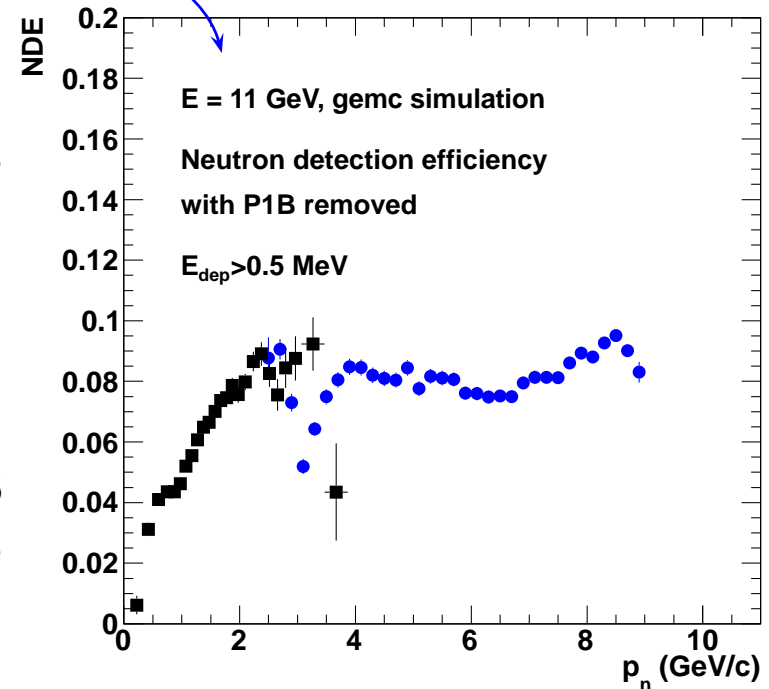 NDE
0.2
0.18
0.16
0.14
0.12
0.1
0.08
0.06
0.04
0.02
0
E = 11 GeV, gemc simulation
Neutron detection efficiency
with P1B removed
E_dep>0.5 MeV
0 2 4 6 8 10
p_n (GeV/c)